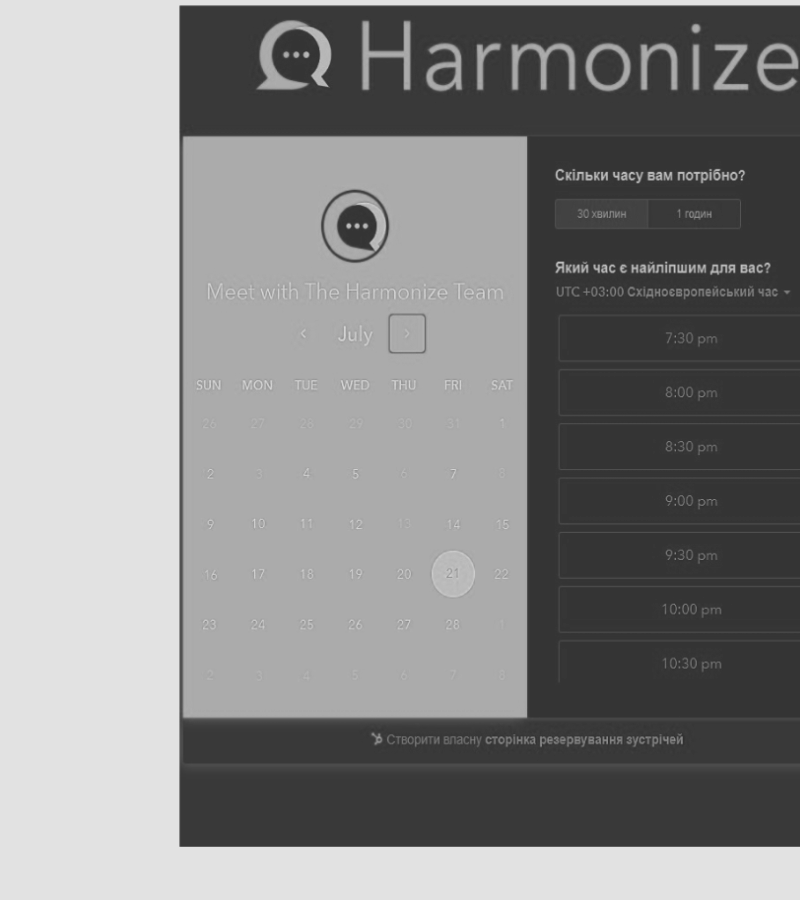 Harmonize
Meet with The Harmonize Team
July
SUN MON TUE WED THU FRI SAT
26 27 28 29 30 31 1
2 3 4 5 6 7 8
9 10 11 12 13 14 15
16 17 18 19 20 21 22
23 24 25 26 27 28 1
2 3 4 5 6 7 8
Скільки часу вам потрібно?
30 хвилин 1 годин
Який час є найліпшим для вас?
UTC +03:00 Східноєвропейський час
7:30 pm
8:00 pm
8:30 pm
9:00 pm
9:30 pm
10:00 pm
10:30 pm
Створити власну сторінка резервування зустрічей